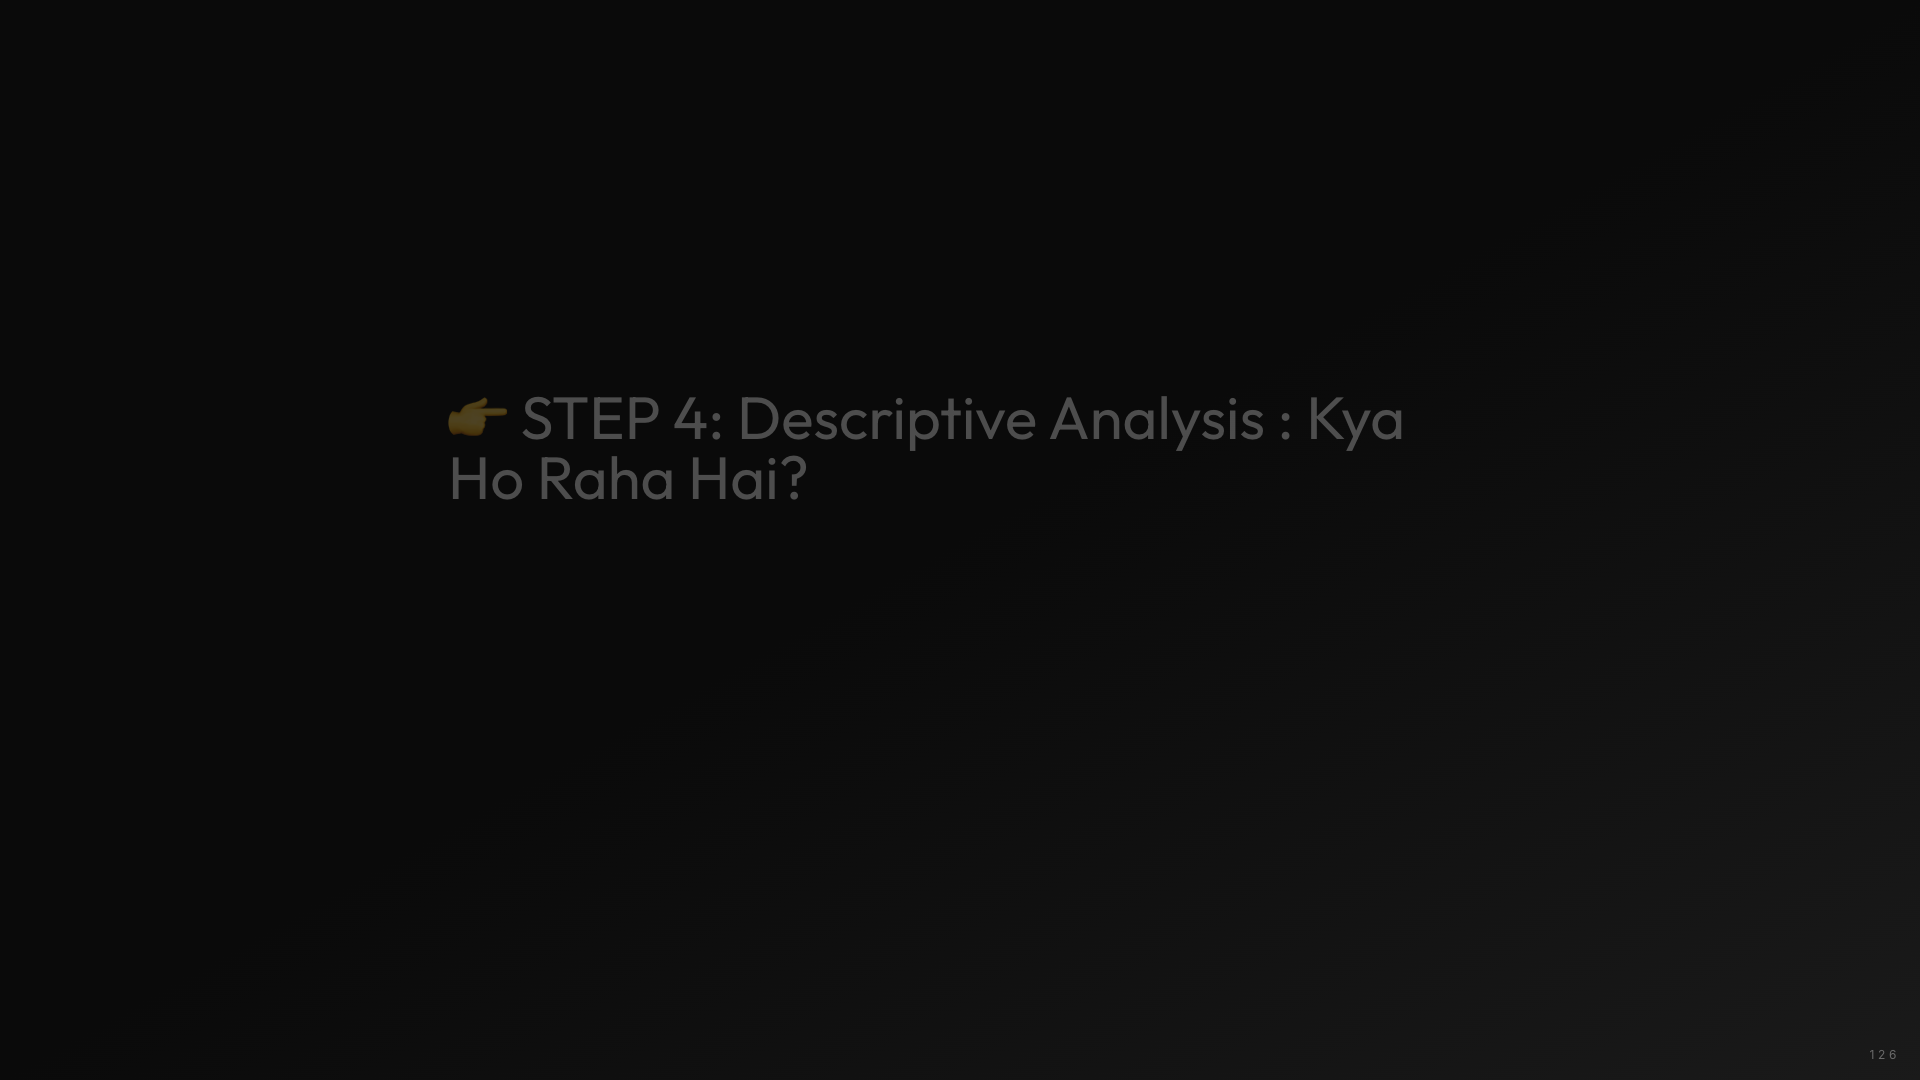 👉 STEP 4: Descriptive Analysis : Kya
Ho Raha Hai?
126